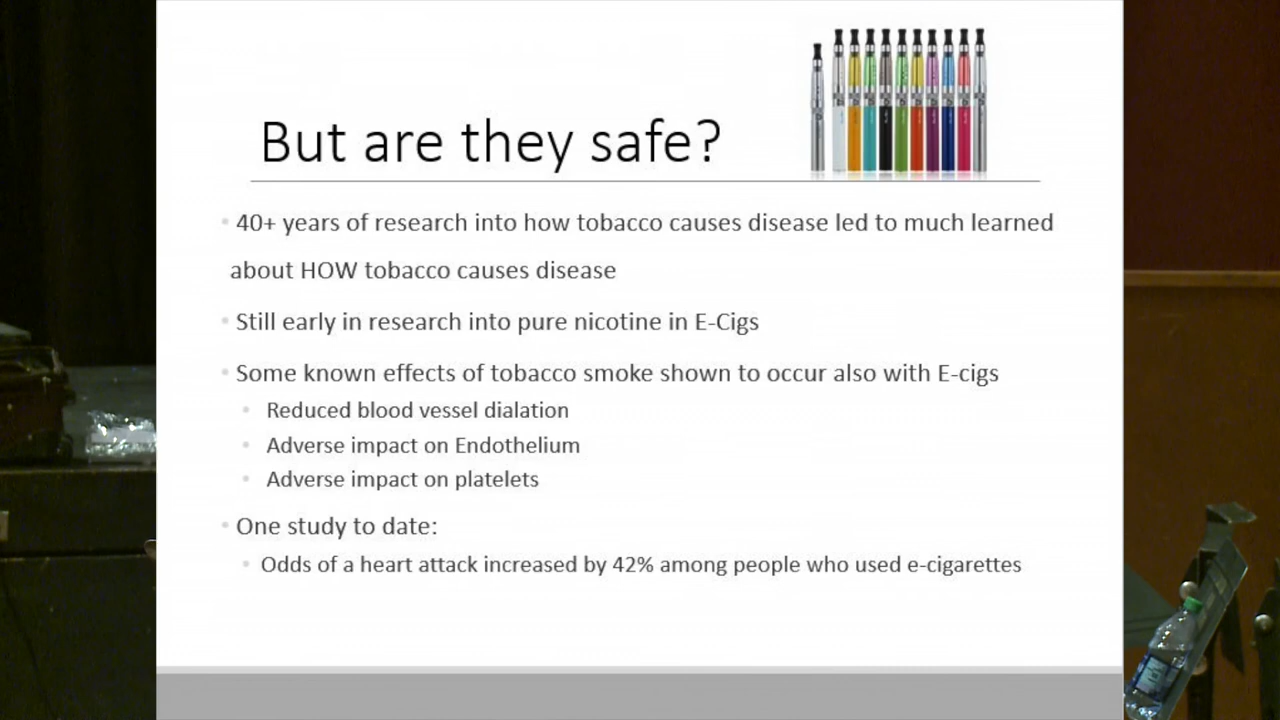 But are they safe?
40+ years of research into how tobacco causes disease led to much learned
about HOW tobacco causes disease
Still early in research into pure nicotine in E-Cigs
Some known effects of tobacco smoke shown to occur also with E-cigs
Reduced blood vessel dialation
Adverse impact on Endothelium
Adverse impact on platelets
One study to date:
Odds of a heart attack increased by 42% among people who used e-cigarettes